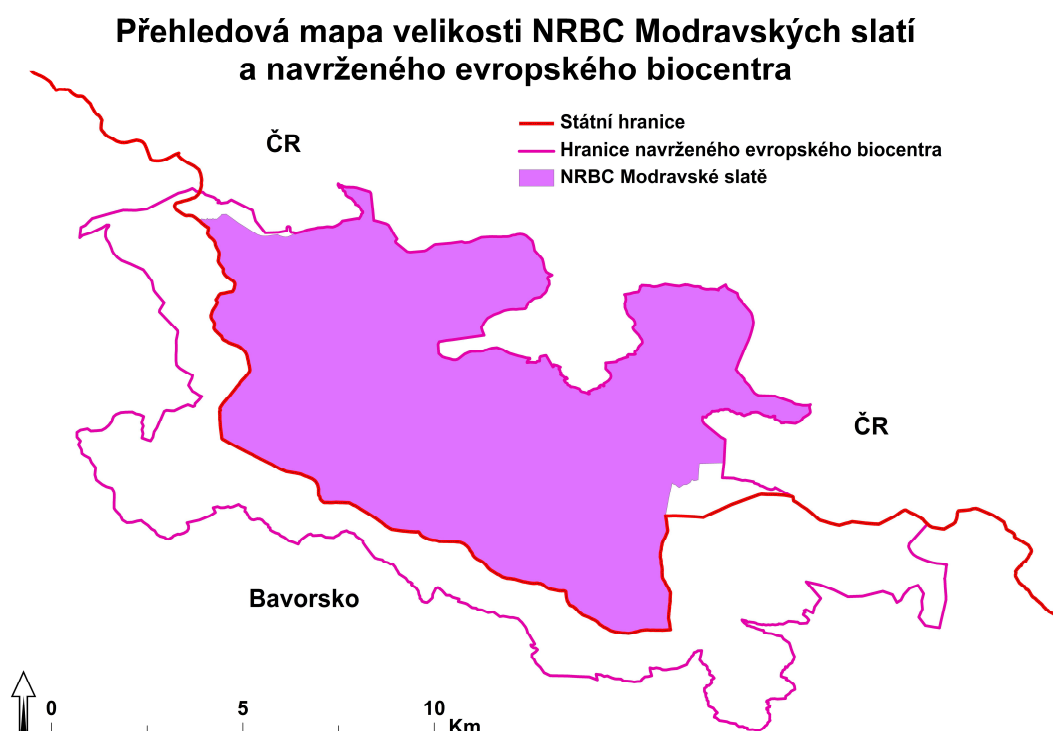 Přehledová mapa velikosti NRBC Modravských slatí
a navrženého evropského biocentra
Státní hranice
ČR
Hranice navrženého evropského biocentra
NRBC Modravské slatě
ČR
Bavorsko
0 5 10
Km